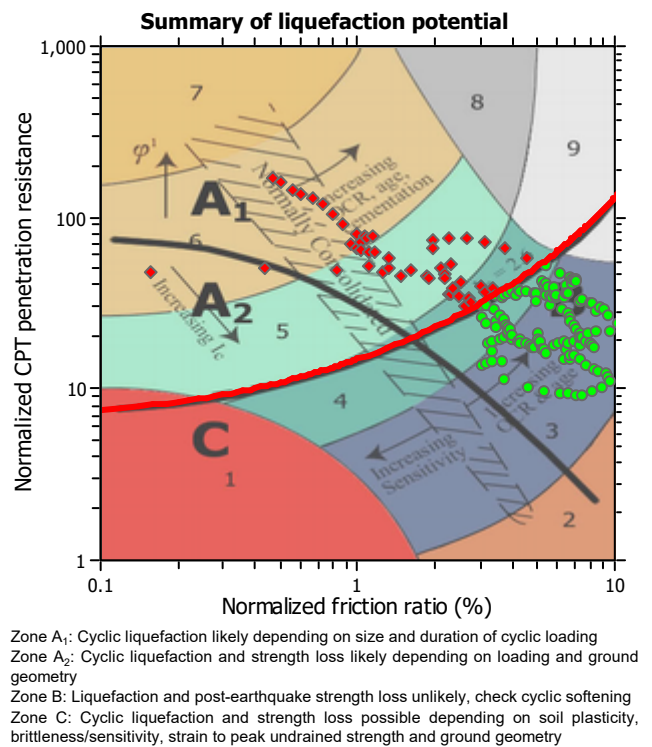 Summary of liquefaction potential
1,000
100
10
1
Normalized CPT penetration resistance
7
8
9
φ'
Increasing
OCR, age,
cementation
Normally Consolidated
A1
6
A2
Increasing Ic
= 2.6
5
4
Increasing
OCR & age
3
C
1
Increasing
Sensitivity
2
0.1
1
10
Normalized friction ratio (%)
Zone A₁: Cyclic liquefaction likely depending on size and duration of cyclic loading
Zone A₂: Cyclic liquefaction and strength loss likely depending on loading and ground
geometry
Zone B: Liquefaction and post-earthquake strength loss unlikely, check cyclic softening
Zone C: Cyclic liquefaction and strength loss possible depending on soil plasticity,
brittleness/sensitivity, strain to peak undrained strength and ground geometry